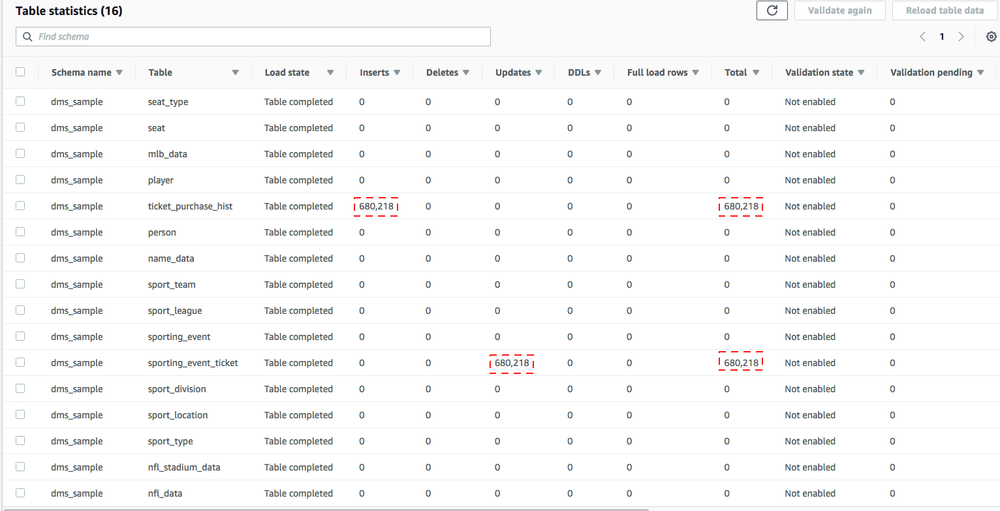 Table statistics (16) Validate again Reload table data
Find schema 1
Schema name Table Load state Inserts Deletes Updates DDLs Full load rows Total Validation state Validation pending
dms_sample seat_type Table completed 0 0 0 0 0 0 Not enabled 0
dms_sample seat Table completed 0 0 0 0 0 0 Not enabled 0
dms_sample mlb_data Table completed 0 0 0 0 0 0 Not enabled 0
dms_sample player Table completed 0 0 0 0 0 0 Not enabled 0
dms_sample ticket_purchase_hist Table completed 680,218 0 0 0 0 680,218 Not enabled 0
dms_sample person Table completed 0 0 0 0 0 0 Not enabled 0
dms_sample name_data Table completed 0 0 0 0 0 0 Not enabled 0
dms_sample sport_team Table completed 0 0 0 0 0 0 Not enabled 0
dms_sample sport_league Table completed 0 0 0 0 0 0 Not enabled 0
dms_sample sporting_event Table completed 0 0 0 0 0 0 Not enabled 0
dms_sample sporting_event_ticket Table completed 0 0 680,218 0 0 680,218 Not enabled 0
dms_sample sport_division Table completed 0 0 0 0 0 0 Not enabled 0
dms_sample sport_location Table completed 0 0 0 0 0 0 Not enabled 0
dms_sample sport_type Table completed 0 0 0 0 0 0 Not enabled 0
dms_sample nfl_stadium_data Table completed 0 0 0 0 0 0 Not enabled 0
dms_sample nfl_data Table completed 0 0 0 0 0 0 Not enabled 0